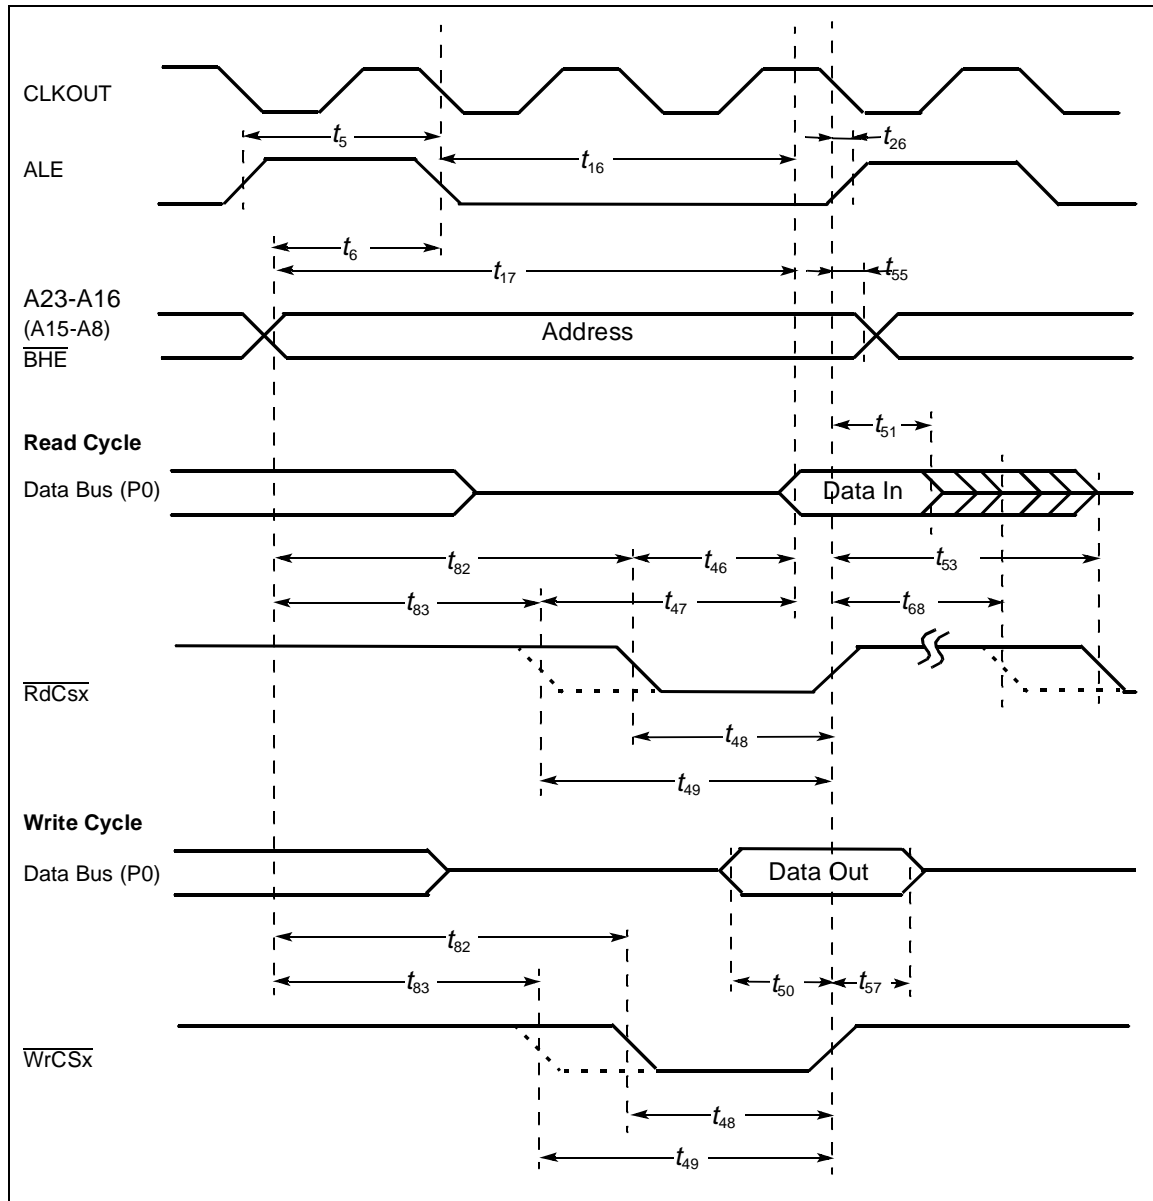 CLKOUT
t5
t26
t16
ALE
t6
t17
t55
A23-A16
(A15-A8)
BHE
Address
t51
Read Cycle
Data Bus (P0)
Data In
t82
t46
t53
t83
t47
t68
RdCsx
t48
t49
Write Cycle
Data Bus (P0)
Data Out
t82
t83
t50
t57
WrCSx
t48
t49